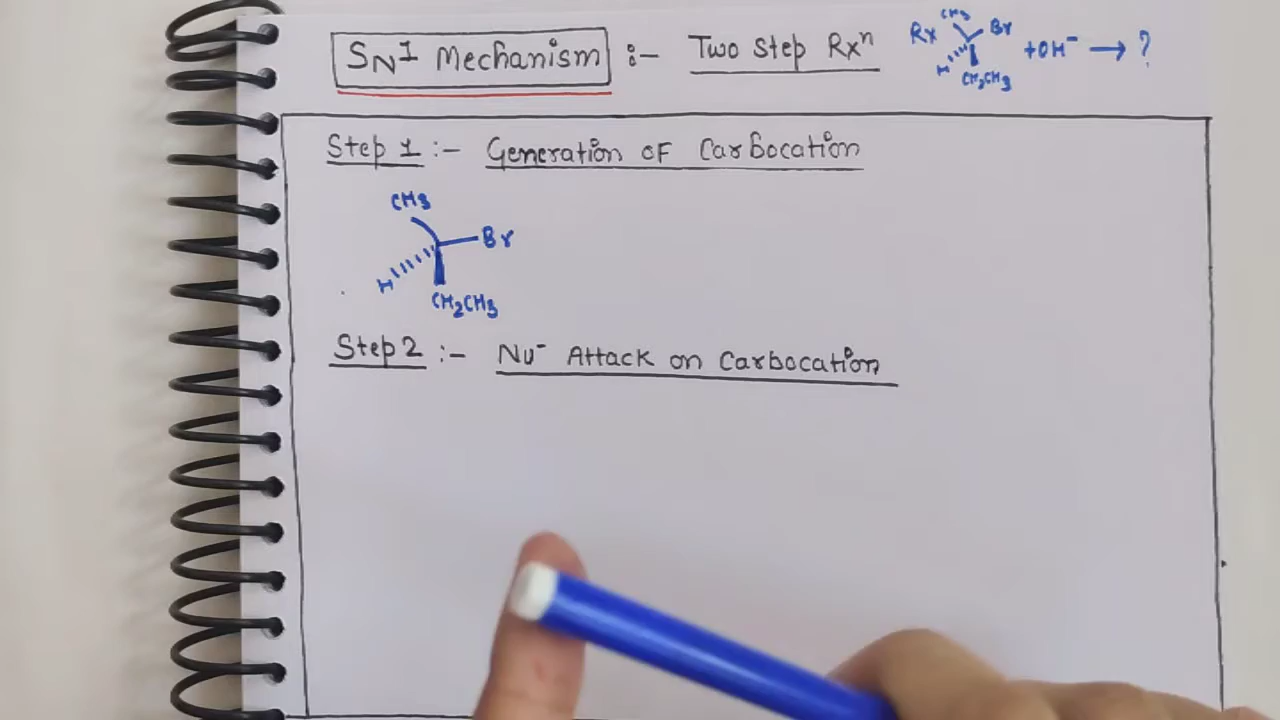 SN1 Mechanism :- Two Step Rxn
Rx CH3 Br H CH2CH3 + OH- → ?
Step 1 :- Generation of Carbocation
CH3
Br
H
CH2CH3
Step 2 :- Nu- Attack on Carbocation